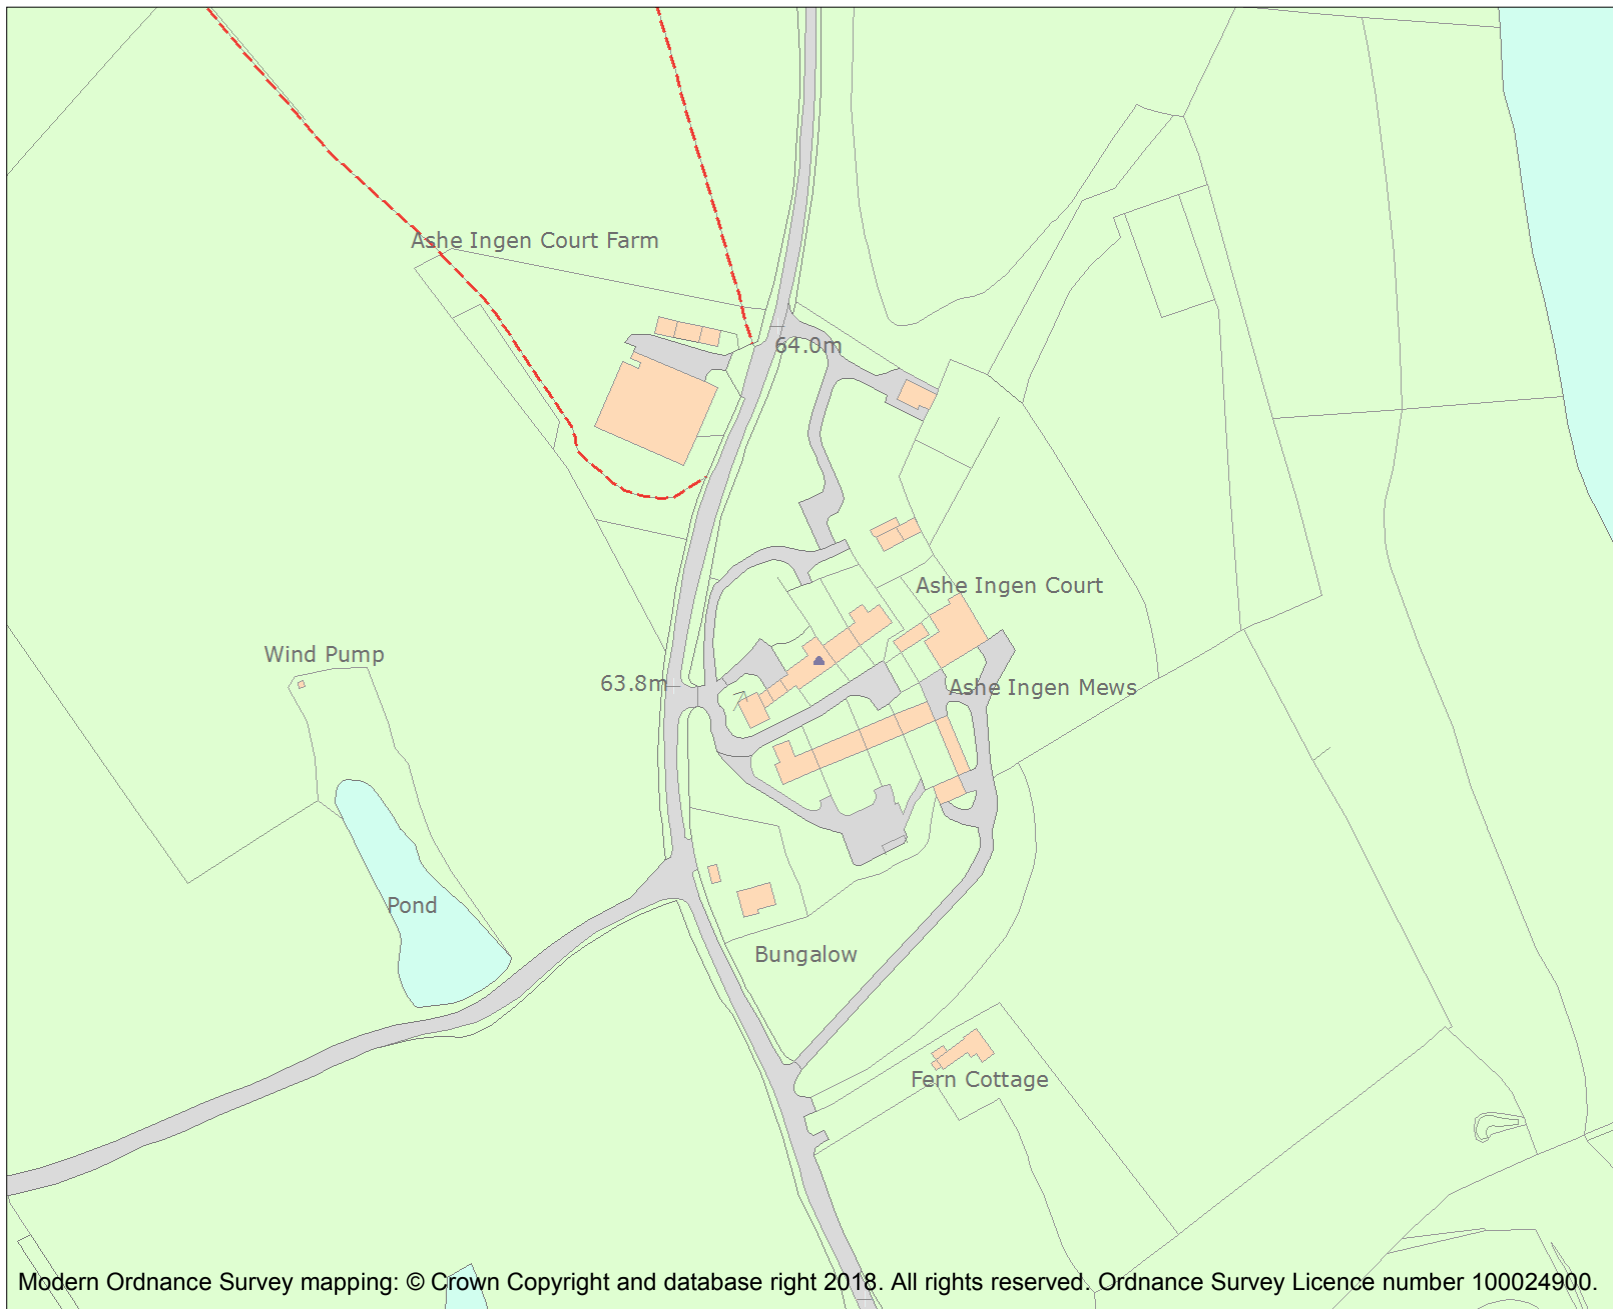 Ashe Ingen Court Farm
64.0m
Ashe Ingen Court
Wind Pump
63.8m
Ashe Ingen Mews
Pond
Bungalow
Fern Cottage
Modern Ordnance Survey mapping: © Crown Copyright and database right 2018. All rights reserved. Ordnance Survey Licence number 100024900.